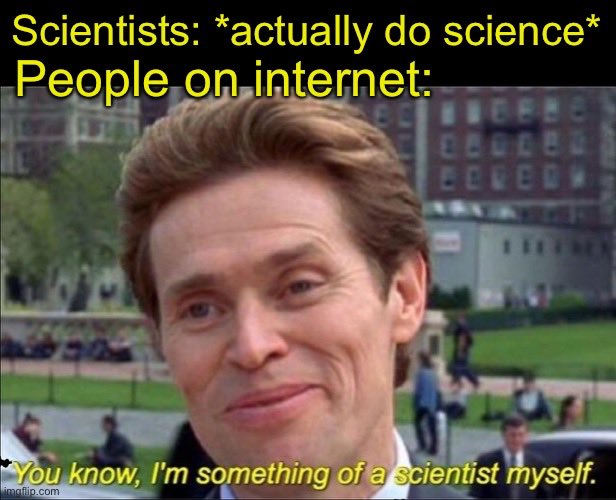 Scientists: *actually do science*
People on internet:
You know, I'm something of a scientist myself.
imgflip.com